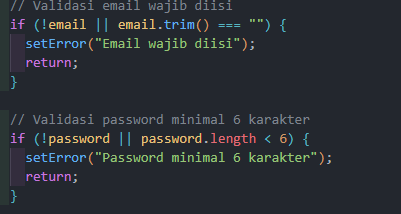 // Validasi email wajib diisi
if (!email || email.trim() === "") {
  setError("Email wajib diisi");
  return;
}

// Validasi password minimal 6 karakter
if (!password || password.length < 6) {
  setError("Password minimal 6 karakter");
  return;
}